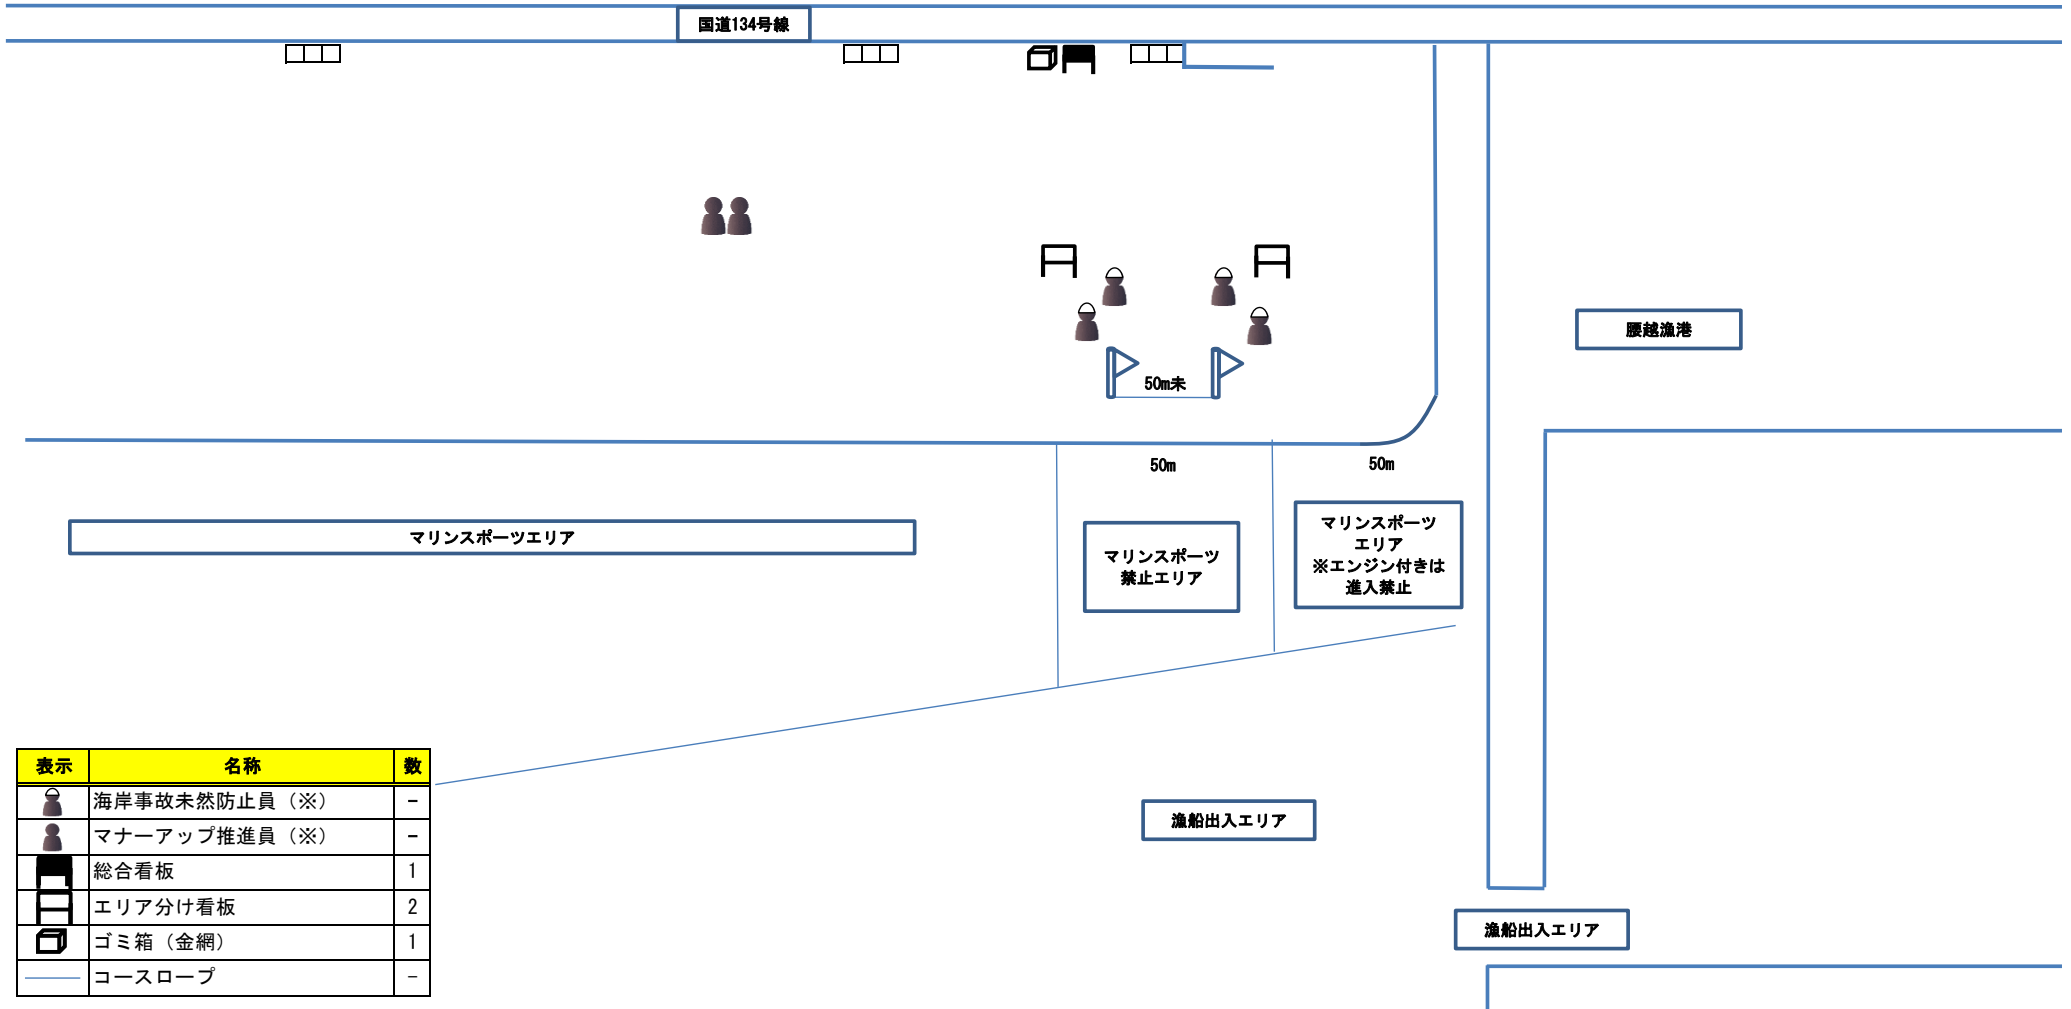 国道134号線
50m未
腰越漁港
50m
50m
マリンスポーツエリア
マリンスポーツ
禁止エリア
マリンスポーツ
エリア
※エンジン付きは
進入禁止
表示 名称 数
海岸事故未然防止員（※） －
マナーアップ推進員（※） －
総合看板 1
エリア分け看板 2
ゴミ箱（金網） 1
コースロープ －
漁船出入エリア
漁船出入エリア